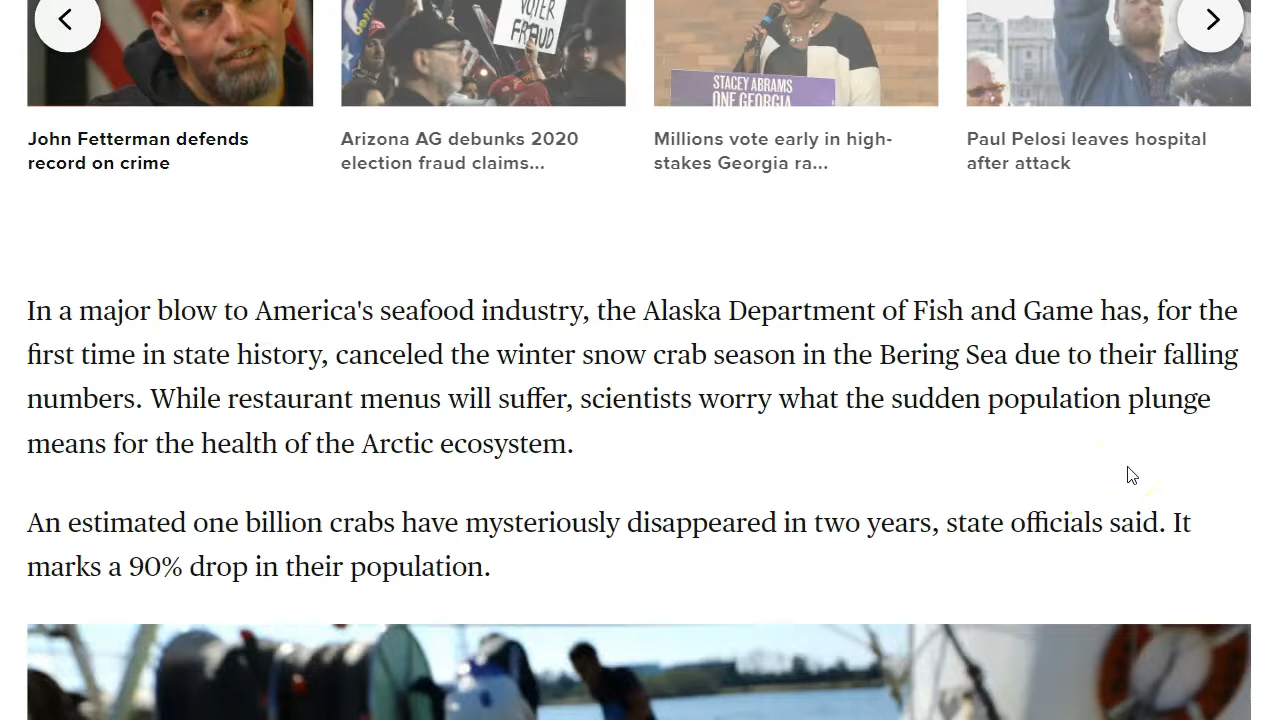 VOTER
FRAUD
STACEY ABRAMS
ONE GEORGIA
John Fetterman defends
record on crime
Arizona AG debunks 2020
election fraud claims...
Millions vote early in high-
stakes Georgia ra...
Paul Pelosi leaves hospital
after attack
In a major blow to America's seafood industry, the Alaska Department of Fish and Game has, for the
first time in state history, canceled the winter snow crab season in the Bering Sea due to their falling
numbers. While restaurant menus will suffer, scientists worry what the sudden population plunge
means for the health of the Arctic ecosystem.
An estimated one billion crabs have mysteriously disappeared in two years, state officials said. It
marks a 90% drop in their population.